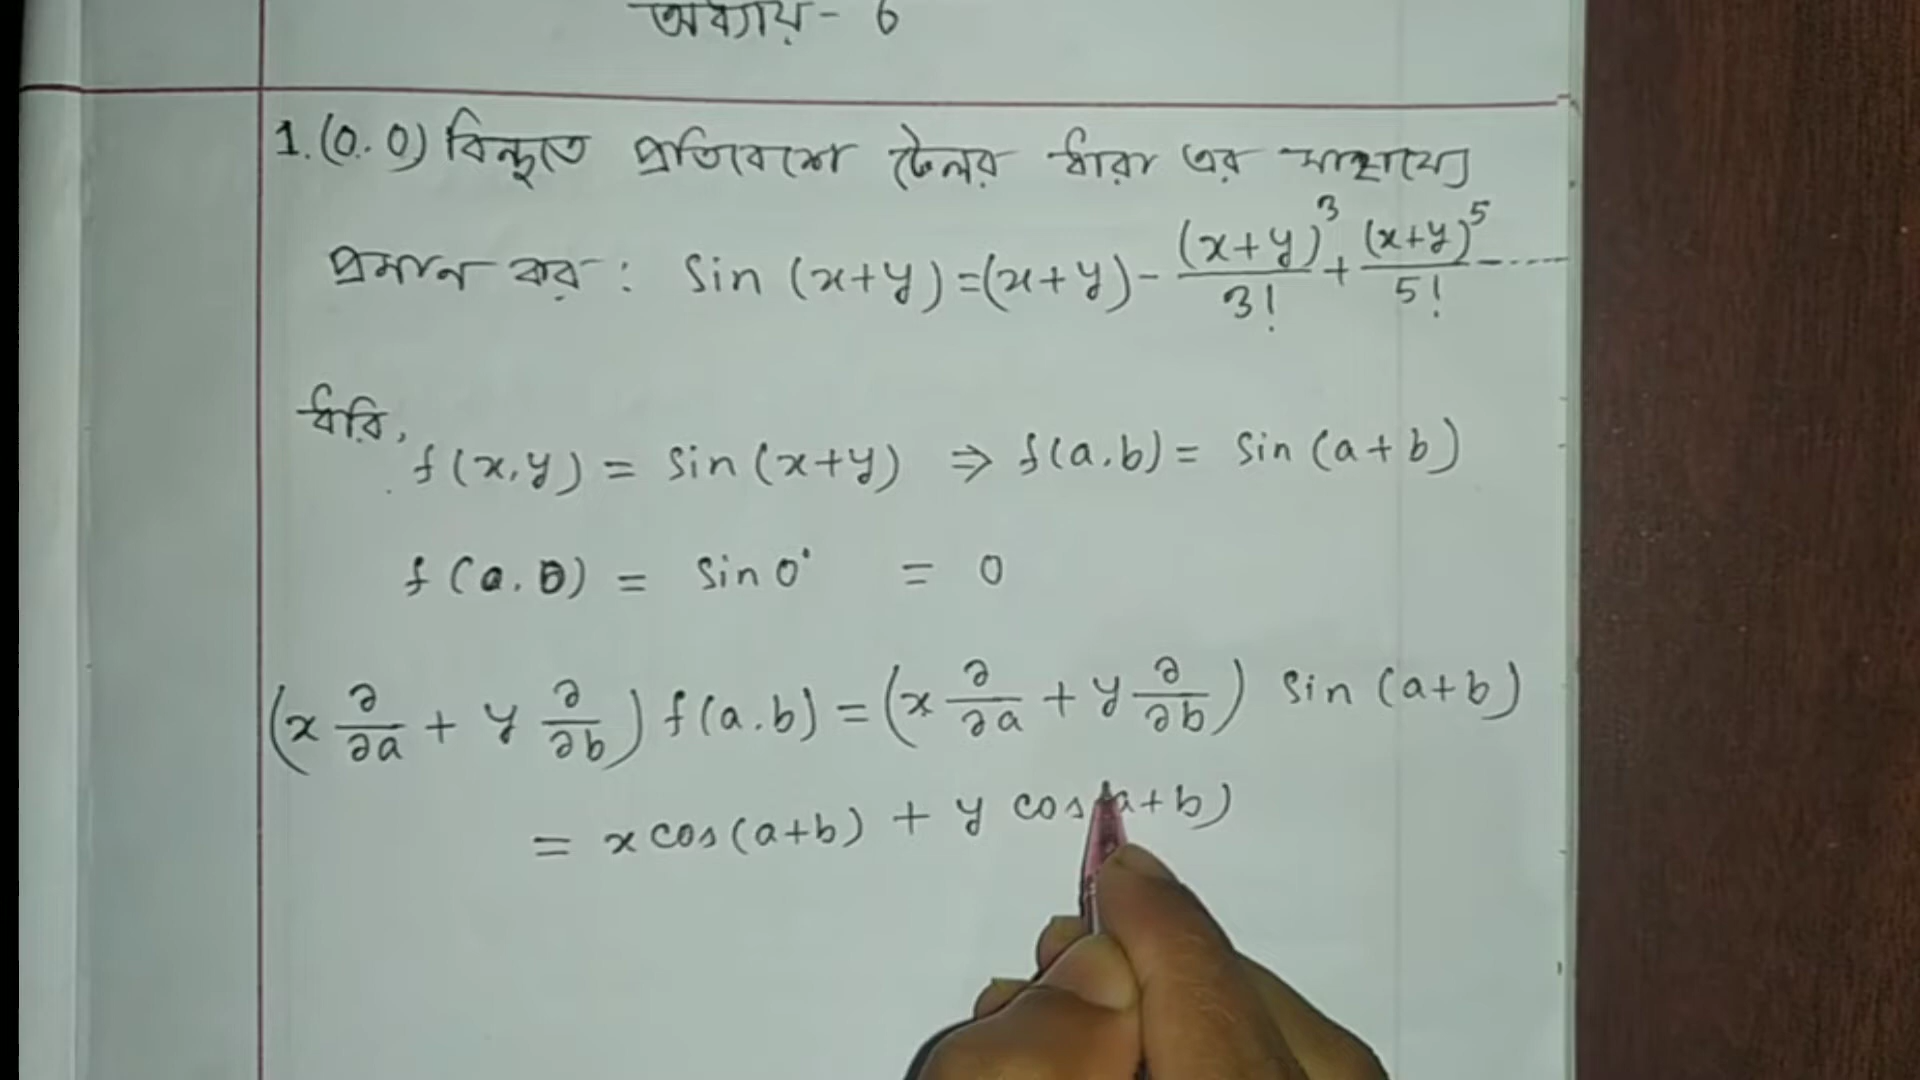 অধ্যায় - 6
1. (0.0) বিন্দুতে প্রতিবেশে টেলর ধারা এর সাহায্যে
প্রমান কর : Sin (x+y) =(x+y) - (x+y)^3/3! + (x+y)^5/5! - ....
ধরি,
f(x,y) = Sin (x+y) ⇒ f(a.b) = Sin (a+b)
f(0.0) = Sin 0° = 0
(x ∂/∂a + y ∂/∂b) f(a.b) = (x ∂/∂a + y ∂/∂b) Sin (a+b)
= x cos(a+b) + y cos(a+b)